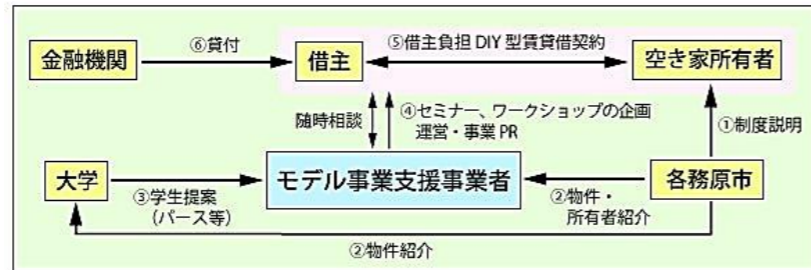 ⑥貸付
⑤借主負担 DIY 型賃貸借契約
金融機関
借主
空き家所有者
随時相談
④セミナー、ワークショップの企画
運営・事業 PR
①制度説明
大学
モデル事業支援事業者
各務原市
③学生提案
(パース等)
②物件・
所有者紹介
②物件紹介